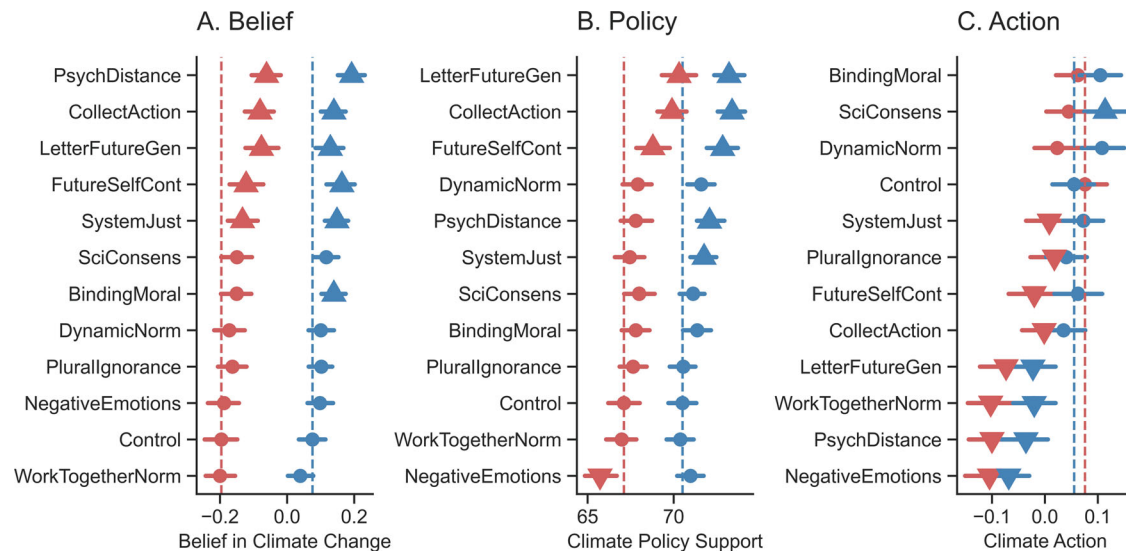 A. Belief
PsychDistance
CollectAction
LetterFutureGen
FutureSelfCont
SystemJust
SciConsens
BindingMoral
DynamicNorm
PluralIgnorance
NegativeEmotions
Control
WorkTogetherNorm
−0.2 0.0 0.2
Belief in Climate Change
B. Policy
LetterFutureGen
CollectAction
FutureSelfCont
DynamicNorm
PsychDistance
SystemJust
SciConsens
BindingMoral
PluralIgnorance
Control
WorkTogetherNorm
NegativeEmotions
65 70
Climate Policy Support
C. Action
BindingMoral
SciConsens
DynamicNorm
Control
SystemJust
PluralIgnorance
FutureSelfCont
CollectAction
LetterFutureGen
WorkTogetherNorm
PsychDistance
NegativeEmotions
−0.1 0.0 0.1
Climate Action